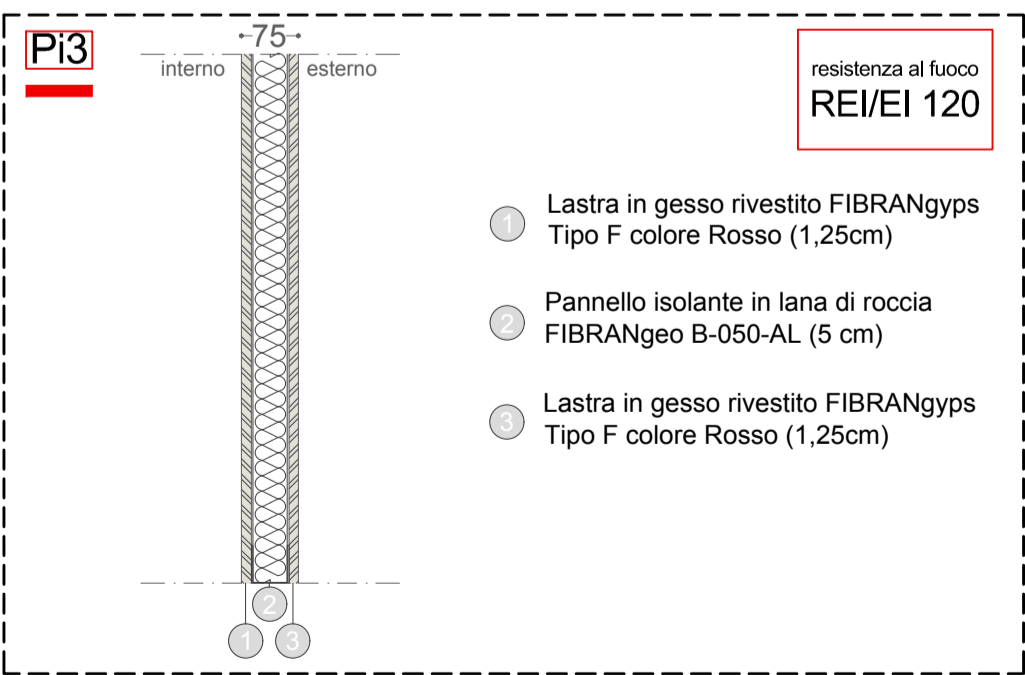 Pi3
75
interno
esterno
resistenza al fuoco
REI/EI 120
1
Lastra in gesso rivestito FIBRANgyps
Tipo F colore Rosso (1,25cm)
2
Pannello isolante in lana di roccia
FIBRANgeo B-050-AL (5 cm)
3
Lastra in gesso rivestito FIBRANgyps
Tipo F colore Rosso (1,25cm)
2
1
3